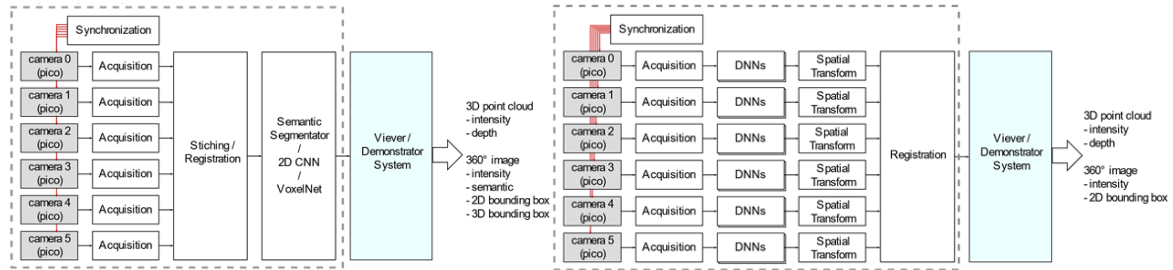 Synchronization
camera 0
(pico)
Acquisition
camera 1
(pico)
Acquisition
camera 2
(pico)
Acquisition
camera 3
(pico)
Acquisition
camera 4
(pico)
Acquisition
camera 5
(pico)
Acquisition
Stiching /
Registration
Semantic
Segmentator
/
2D CNN
/
VoxelNet
Viever /
Demonstrator
System
3D point cloud
- intensity
- depth
360° image
- intensity
- semantic
- 2D bounding box
- 3D bounding box
Synchronization
camera 0
(pico)
Acquisition
DNNs
Spatial
Transform
camera 1
(pico)
Acquisition
DNNs
Spatial
Transform
camera 2
(pico)
Acquisition
DNNs
Spatial
Transform
camera 3
(pico)
Acquisition
DNNs
Spatial
Transform
camera 4
(pico)
Acquisition
DNNs
Spatial
Transform
camera 5
(pico)
Acquisition
DNNs
Spatial
Transform
Registration
Viever /
Demonstrator
System
3D point cloud
- intensity
- depth
360° image
- intensity
- 2D bounding box